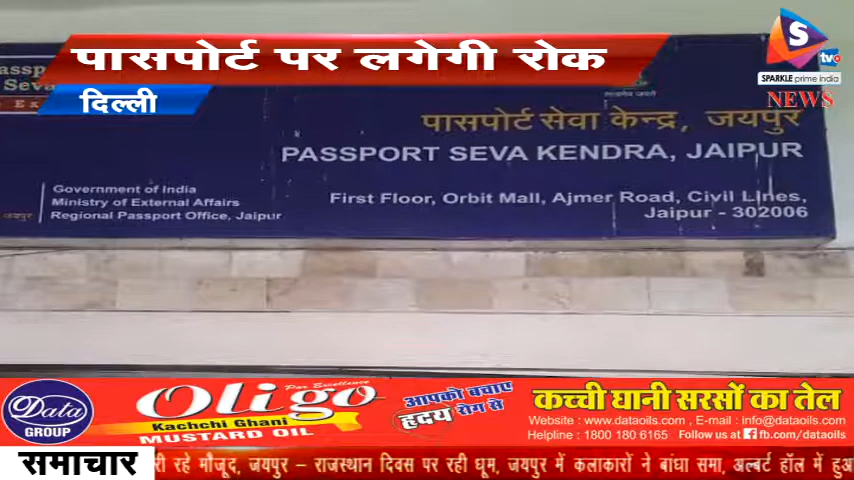 पासपोर्ट पर लगेगी रोक
दिल्ली
S
tv
SPARKLE prime india
NEWS
Seva
पासपोर्ट सेवा केन्द्र, जयपुर
PASSPORT SEVA KENDRA, JAIPUR
Government of India
Ministry of External Affairs
जयपुर
Regional Passport Office, Jaipur
First Floor, Orbit Mall, Ajmer Road, Civil Lines,
Jaipur - 302006
Data
GROUP
Par Excellence
Oligo
Kachchi Ghani
MUSTARD OIL
आपको बचाए
हृदय रोग से
कच्ची घानी सरसों का तेल
Website : www.dataoils.com , E-mail : info@dataoils.com
Helpline : 1800 180 6165 Follow us at fb.com/dataoils
समाचार
री रहे मौजूद, जयपुर – राजस्थान दिवस पर रही धूम, जयपुर में कलाकारों ने बांधा समा, अल्बर्ट हॉल में हुआ